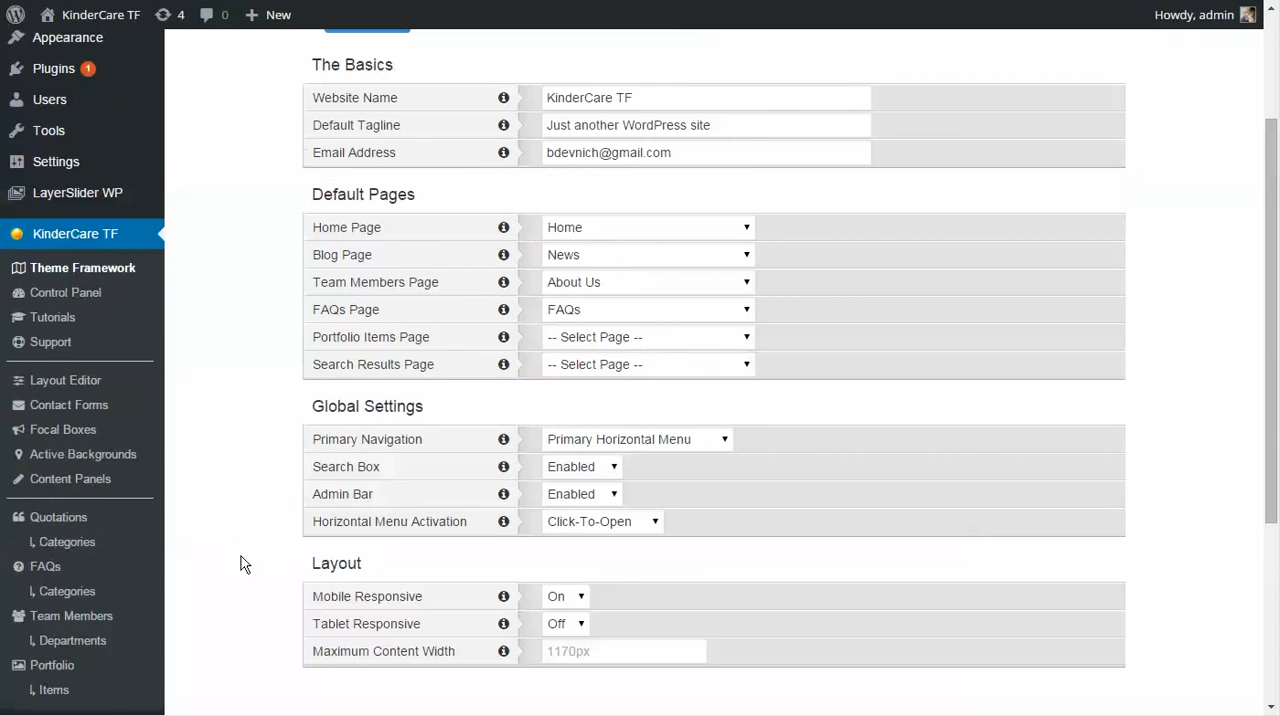 KinderCare TF 4 0 New Howdy, admin
Appearance
Plugins 1
Users
Tools
Settings
LayerSlider WP
KinderCare TF
Theme Framework
Control Panel
Tutorials
Support
Layout Editor
Contact Forms
Focal Boxes
Active Backgrounds
Content Panels
Quotations
Categories
FAQs
Categories
Team Members
Departments
Portfolio
Items
The Basics
Website Name KinderCare TF
Default Tagline Just another WordPress site
Email Address bdevnich@gmail.com
Default Pages
Home Page Home
Blog Page News
Team Members Page About Us
FAQs Page FAQs
Portfolio Items Page -- Select Page --
Search Results Page -- Select Page --
Global Settings
Primary Navigation Primary Horizontal Menu
Search Box Enabled
Admin Bar Enabled
Horizontal Menu Activation Click-To-Open
Layout
Mobile Responsive On
Tablet Responsive Off
Maximum Content Width 1170px